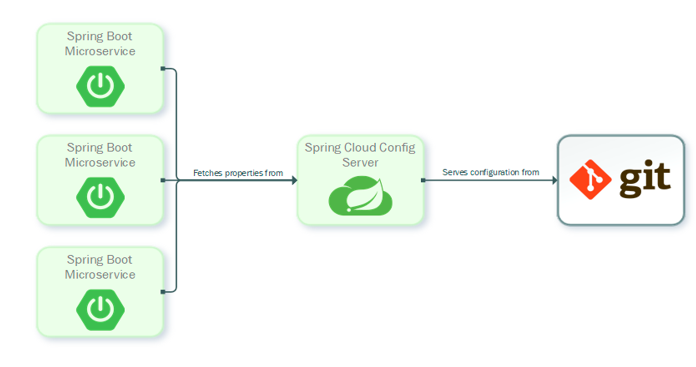 Spring Boot
Microservice
Spring Boot
Microservice
Spring Boot
Microservice
Fetches properties from
Spring Cloud Config
Server
Serves configuration from
git